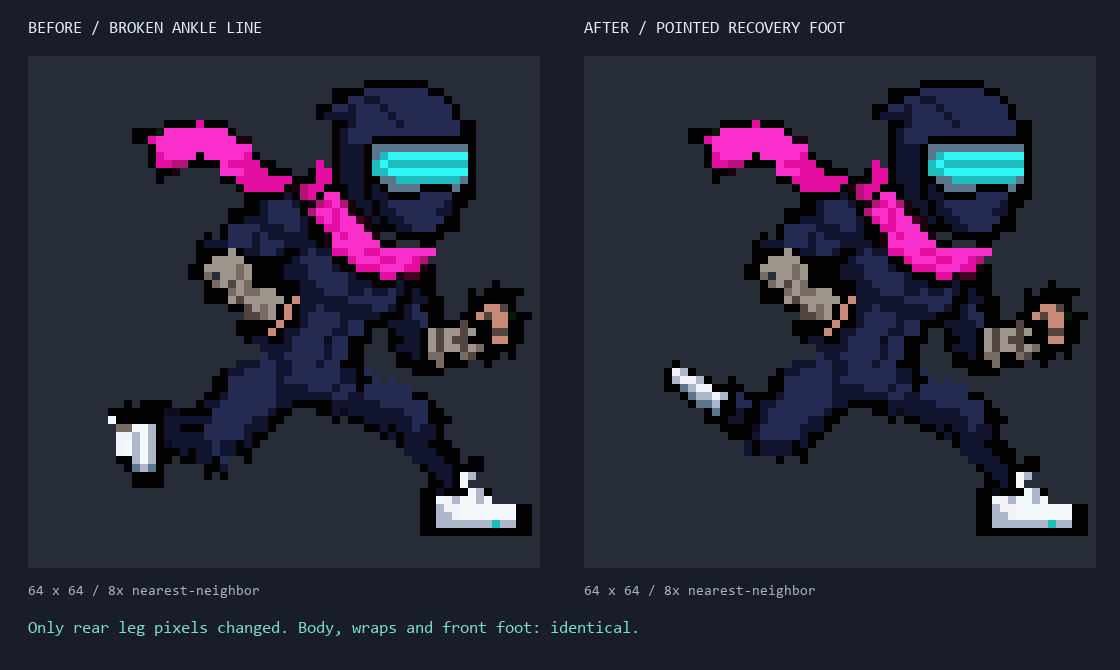 BEFORE / BROKEN ANKLE LINE
AFTER / POINTED RECOVERY FOOT
64 x 64 / 8x nearest-neighbor
64 x 64 / 8x nearest-neighbor
Only rear leg pixels changed. Body, wraps and front foot: identical.